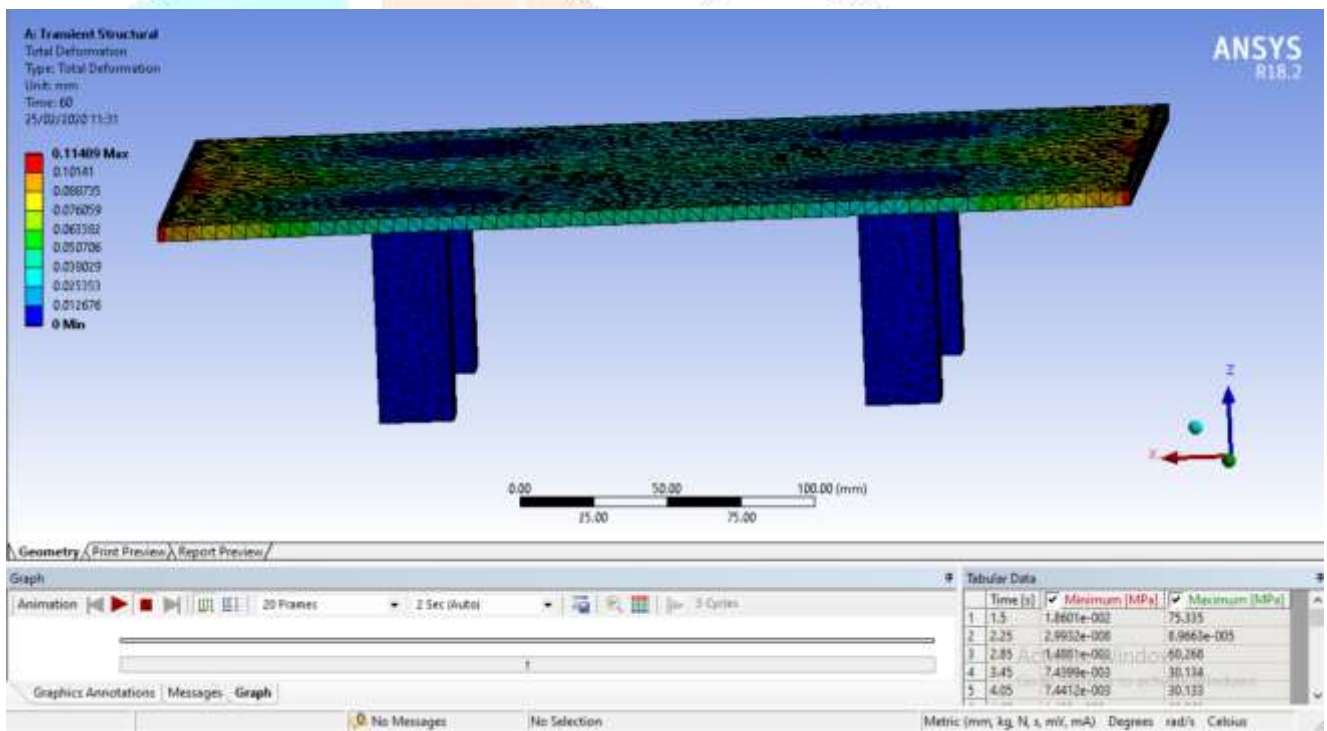 A: Transient Structural
Total Deformation
Type: Total Deformation
Unit: mm
Time: 60
25/02/2020 11:31
ANSYS
R18.2
0.11409 Max
0.10141
0.088735
0.076059
0.063382
0.050706
0.038029
0.025353
0.012676
0 Min
Z
X
0.00 50.00 100.00 (mm)
25.00 75.00
Geometry Print Preview Report Preview
Graph
Tabular Data
Animation 20 Frames 2 Sec (Auto) 3 Cycles
Time [s] Minimum [MPa] Maximum [MPa]
1 1.5 1.8601e-002 75.335
2 2.25 2.9932e-008 8.9663e-005
3 2.85 60.268
4 3.45 7.4399e-003 30.134
5 4.05 7.4412e-003 30.133
1
Graphics Annotations Messages Graph
No Messages No Selection Metric (mm, kg, N, s, mV, mA) Degrees rad/s Celsius